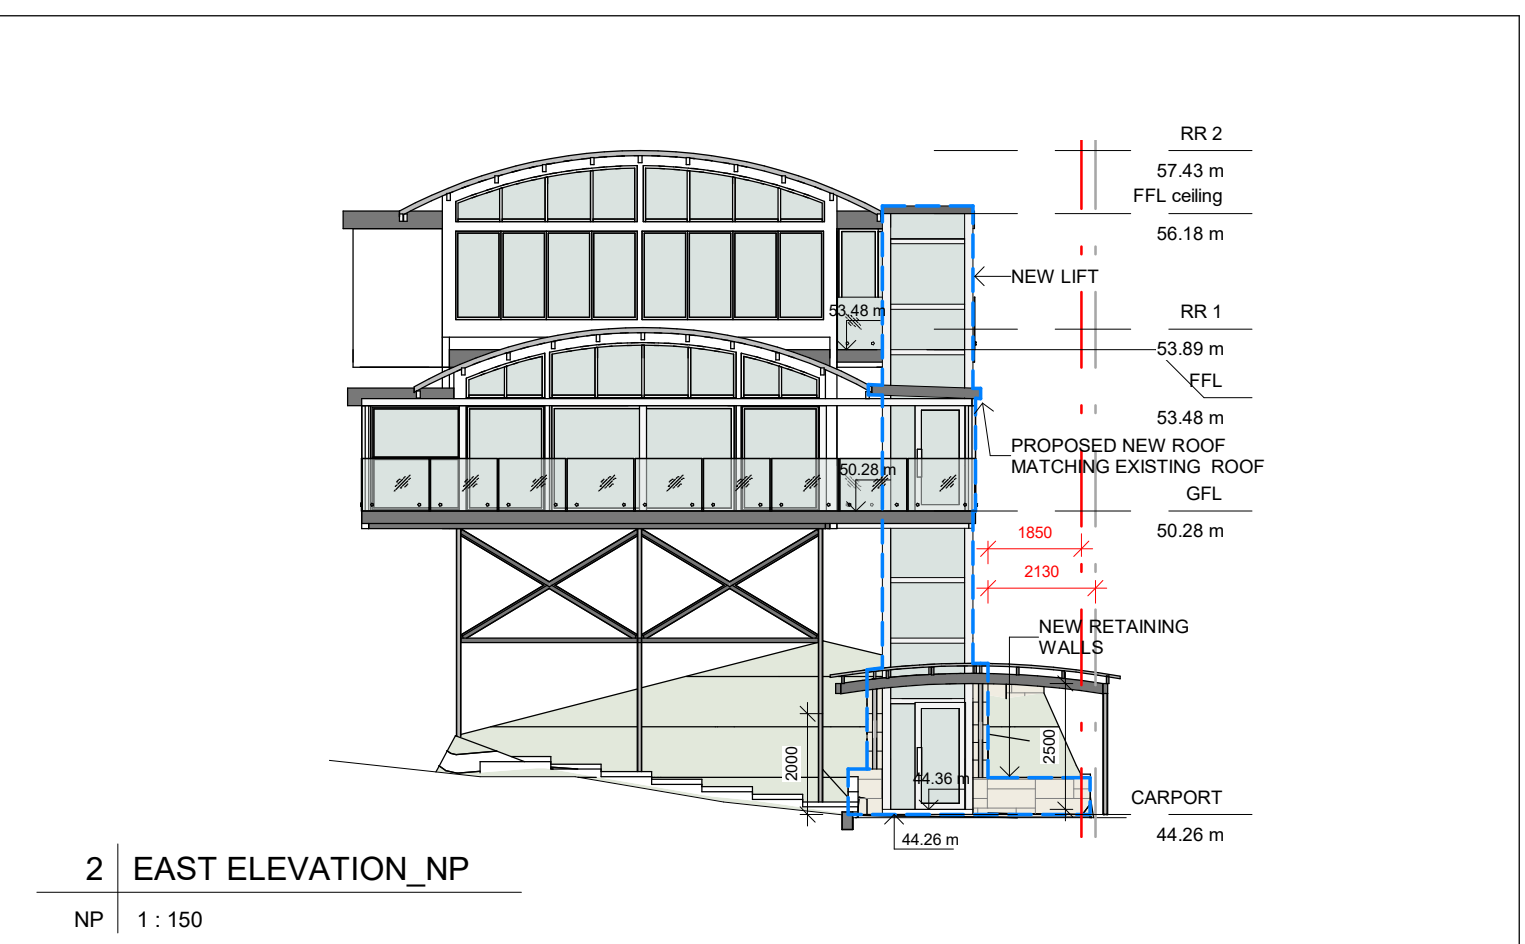 RR 2
57.43 m
FFL ceiling
56.18 m
NEW LIFT
53.48 m
RR 1
53.89 m
FFL
53.48 m
PROPOSED NEW ROOF
MATCHING EXISTING ROOF
50.28 m
GFL
50.28 m
1850
2130
NEW RETAINING
WALLS
2000
2500
44.36 m
CARPORT
44.26 m
44.26 m
2 EAST ELEVATION_NP
NP 1 : 150